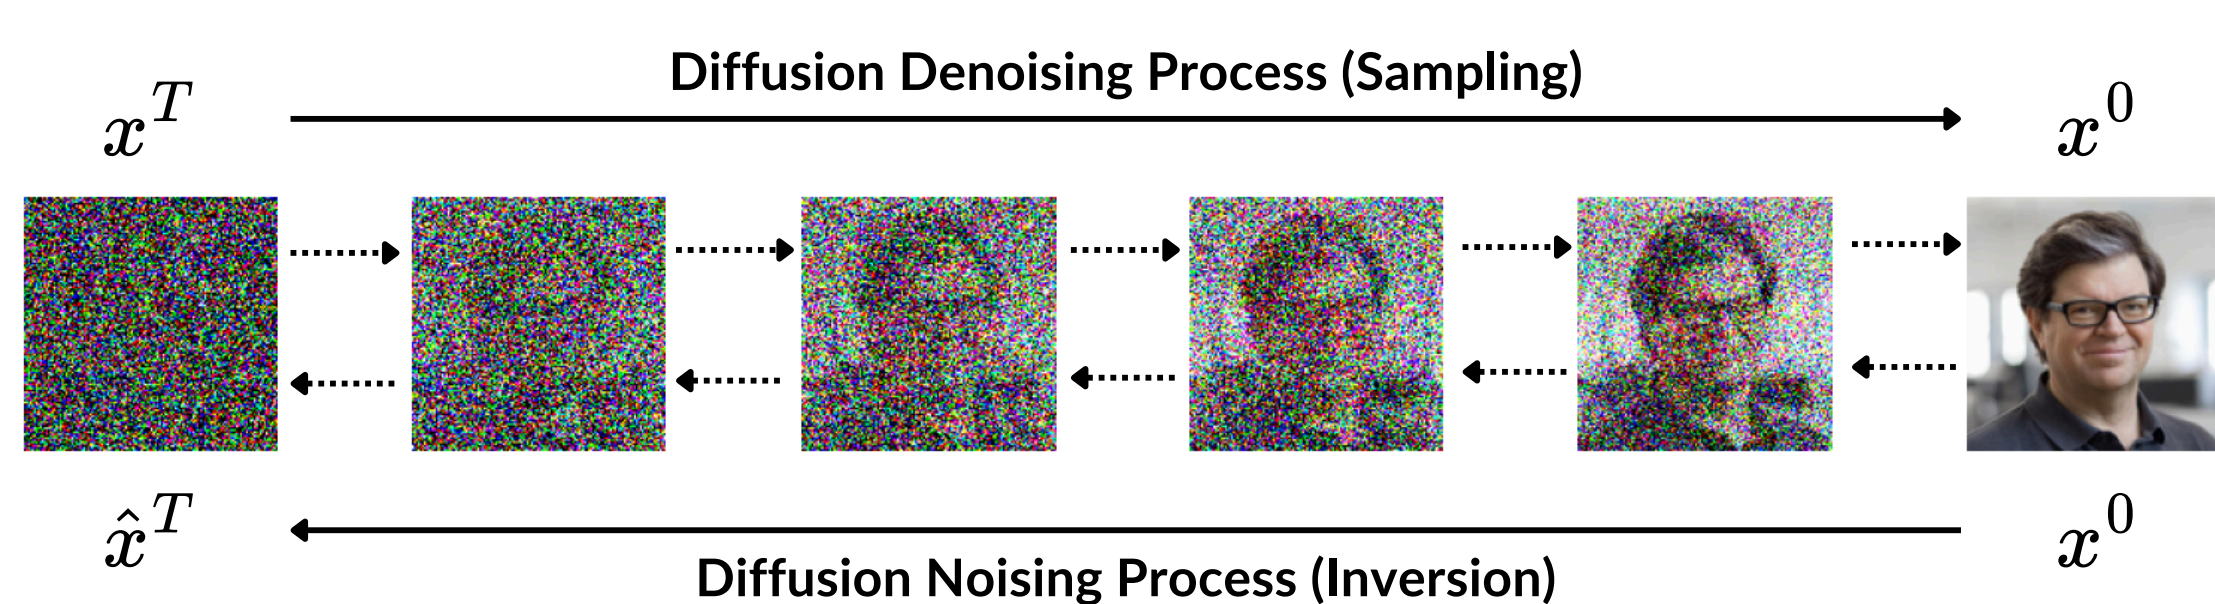 Diffusion Denoising Process (Sampling)
x^T
x^0
x̂^T
x^0
Diffusion Noising Process (Inversion)